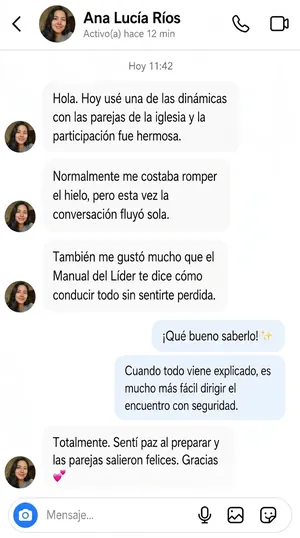 Ana Lucía Ríos
Activo(a) hace 12 min
Hoy 11:42
Hola. Hoy usé una de las dinámicas
con las parejas de la iglesia y la
participación fue hermosa.
Normalmente me costaba romper
el hielo, pero esta vez la
conversación fluyó sola.
También me gustó mucho que el
Manual del Líder te dice cómo
conducir todo sin sentirte perdida.
¡Qué bueno saberlo!✨
Cuando todo viene explicado, es
mucho más fácil dirigir el
encuentro con seguridad.
Totalmente. Sentí paz al preparar y
las parejas salieron felices. Gracias
💕
Mensaje...